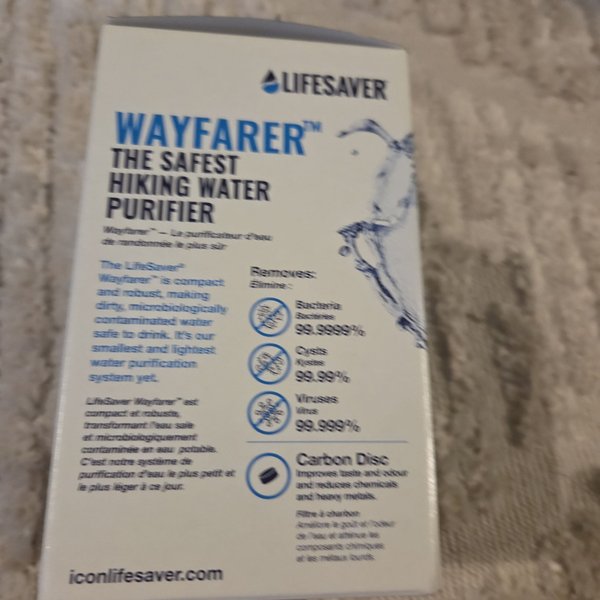 LIFESAVER
WAYFARER™
THE SAFEST
HIKING WATER
PURIFIER
Wayfarer™ — Le purificateur d'eau
de randonnée le plus sûr
The LifeSaver®
Wayfarer™ is compact
and robust, making
dirty, microbiologically
contaminated water
safe to drink. It's our
smallest and lightest
water purification
system yet.
LifeSaver Wayfarer™ est
compact et robuste,
transformant l'eau sale
et microbiologiquement
contaminée en eau potable.
C'est notre système de
purification d'eau le plus petit et
le plus léger à ce jour.
Removes:
Élimine :
Bacteria
Bactéries
99.9999%
Cysts
Kystes
99.99%
Viruses
Virus
99.999%
Carbon Disc
Improves taste and odour
and reduces chemicals
and heavy metals.
Filtre à charbon
Améliore le goût et l'odeur
de l'eau et atténue les
composants chimiques
et les métaux lourds.
iconlifesaver.com